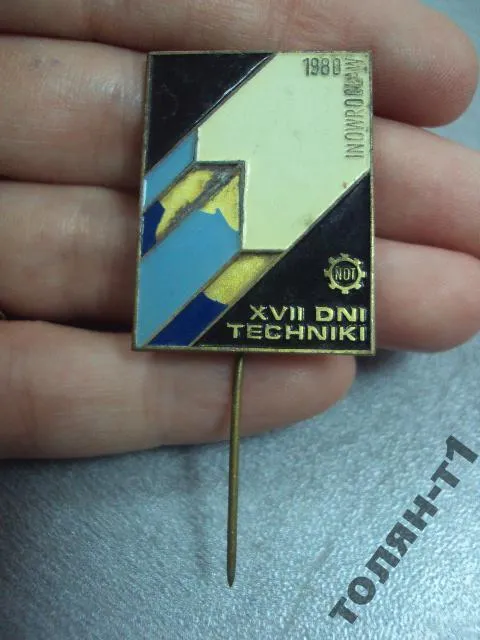 1980
INOWROCŁAW
NOT
XVII DNI
TECHNIKI
ТОЛЯН-Т1